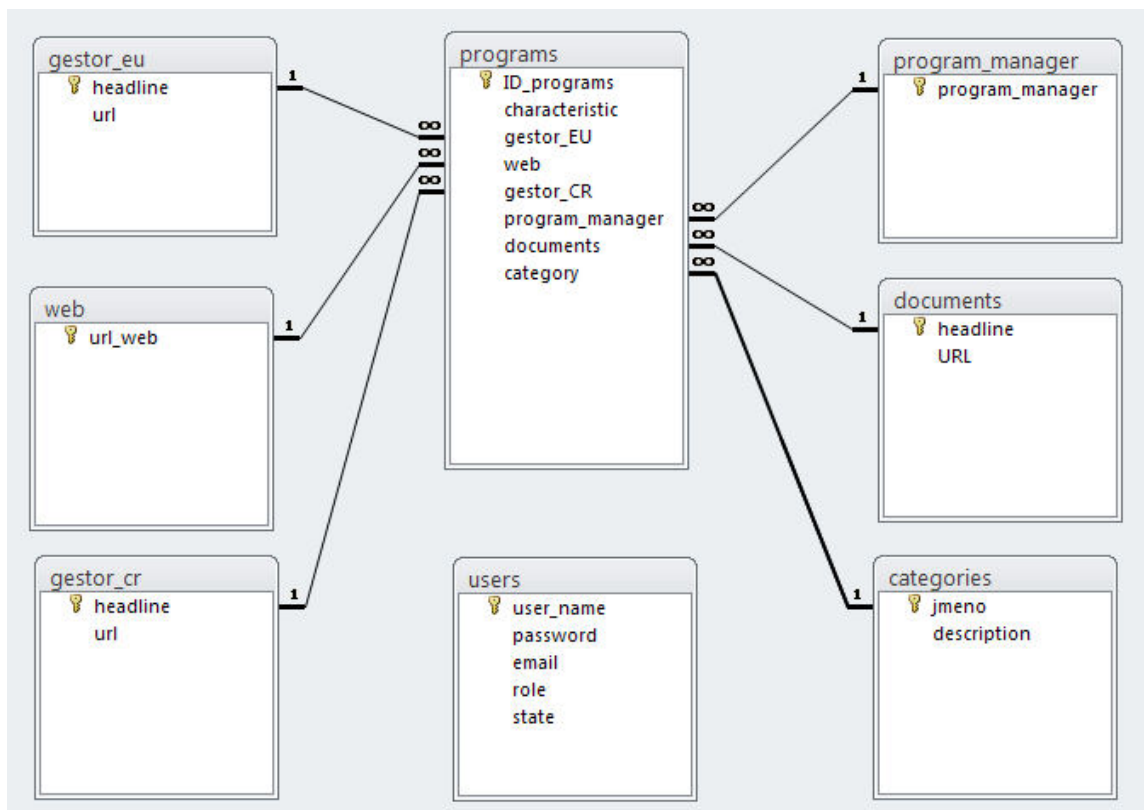 gestor_eu
headline
url
1
web
url_web
1
gestor_cr
headline
url
1
programs
ID_programs
characteristic
gestor_EU
web
gestor_CR
program_manager
documents
category
∞
∞
∞
∞
∞
∞
users
user_name
password
email
role
state
program_manager
program_manager
1
documents
headline
URL
1
categories
jmeno
description
1